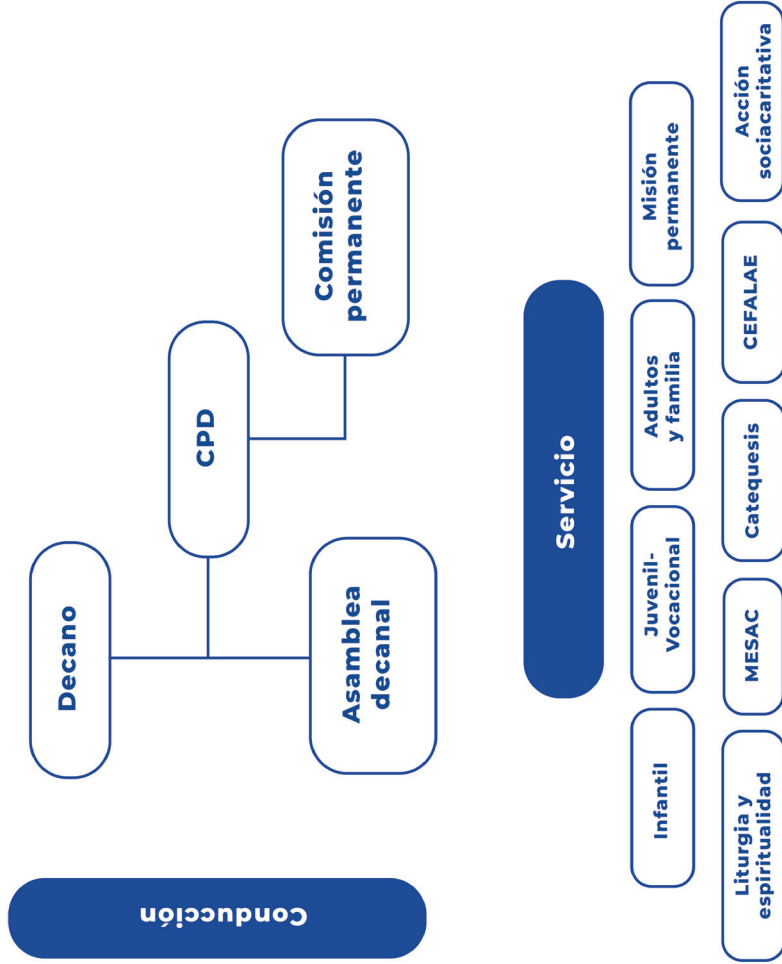 Conducción
Decano
CPD
Asamblea
decanal
Comisión
permanente
Servicio
Infantil
Juvenil-
Vocacional
Adultos
y familia
Misión
permanente
Liturgia y
espiritualidad
MESAC
Catequesis
CEFALAE
Acción
sociacaritativa